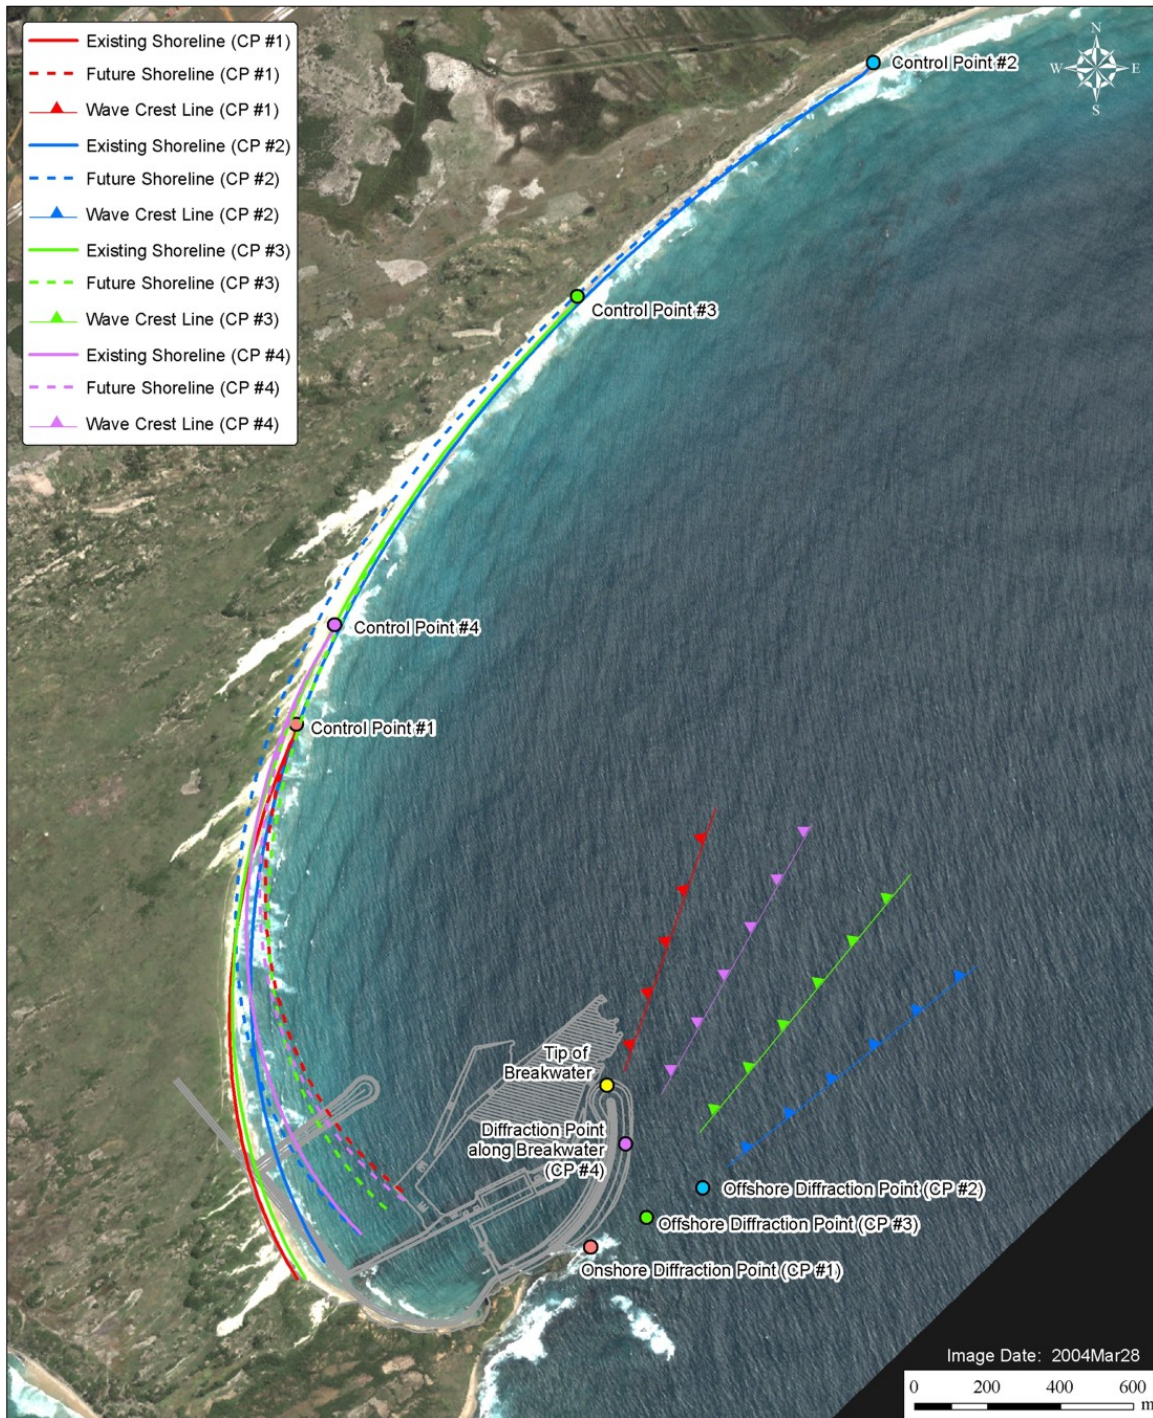 Existing Shoreline (CP #1)
Future Shoreline (CP #1)
Wave Crest Line (CP #1)
Existing Shoreline (CP #2)
Future Shoreline (CP #2)
Wave Crest Line (CP #2)
Existing Shoreline (CP #3)
Future Shoreline (CP #3)
Wave Crest Line (CP #3)
Existing Shoreline (CP #4)
Future Shoreline (CP #4)
Wave Crest Line (CP #4)
N
W E
S
Control Point #2
Control Point #3
Control Point #4
Control Point #1
Tip of
Breakwater
Diffraction Point
along Breakwater
(CP #4)
Offshore Diffraction Point (CP #2)
Offshore Diffraction Point (CP #3)
Onshore Diffraction Point (CP #1)
Image Date: 2004Mar28
0 200 400 600
m